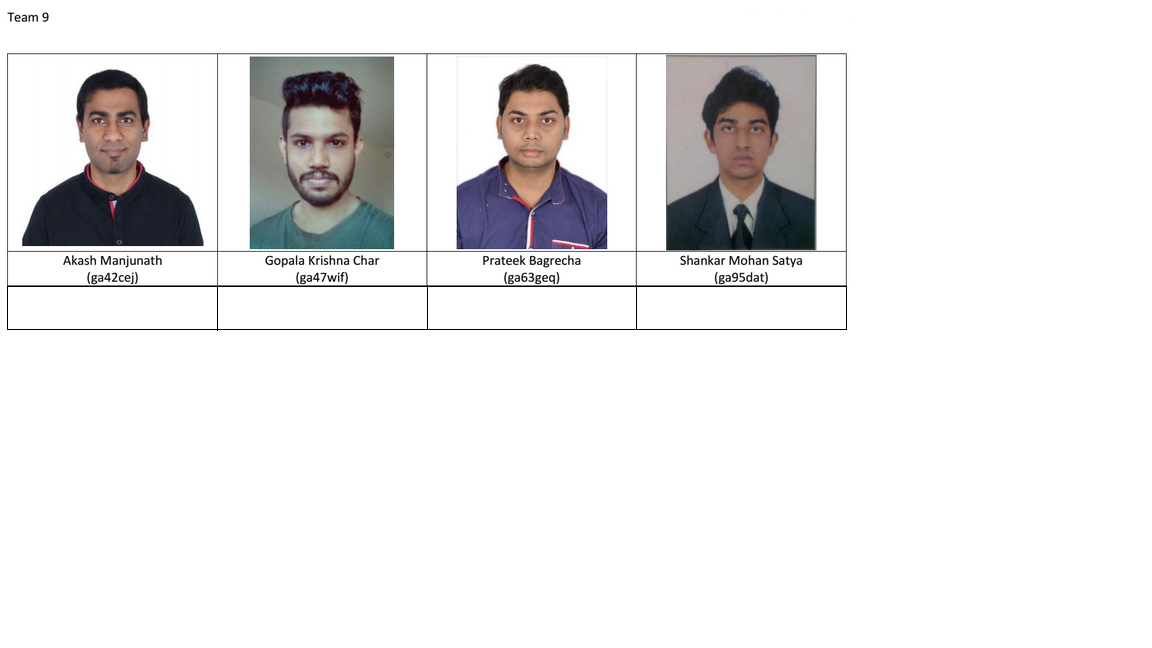 Team 9
Akash Manjunath
(ga42cej)
Gopala Krishna Char
(ga47wif)
Prateek Bagrecha
(ga63geq)
Shankar Mohan Satya
(ga95dat)